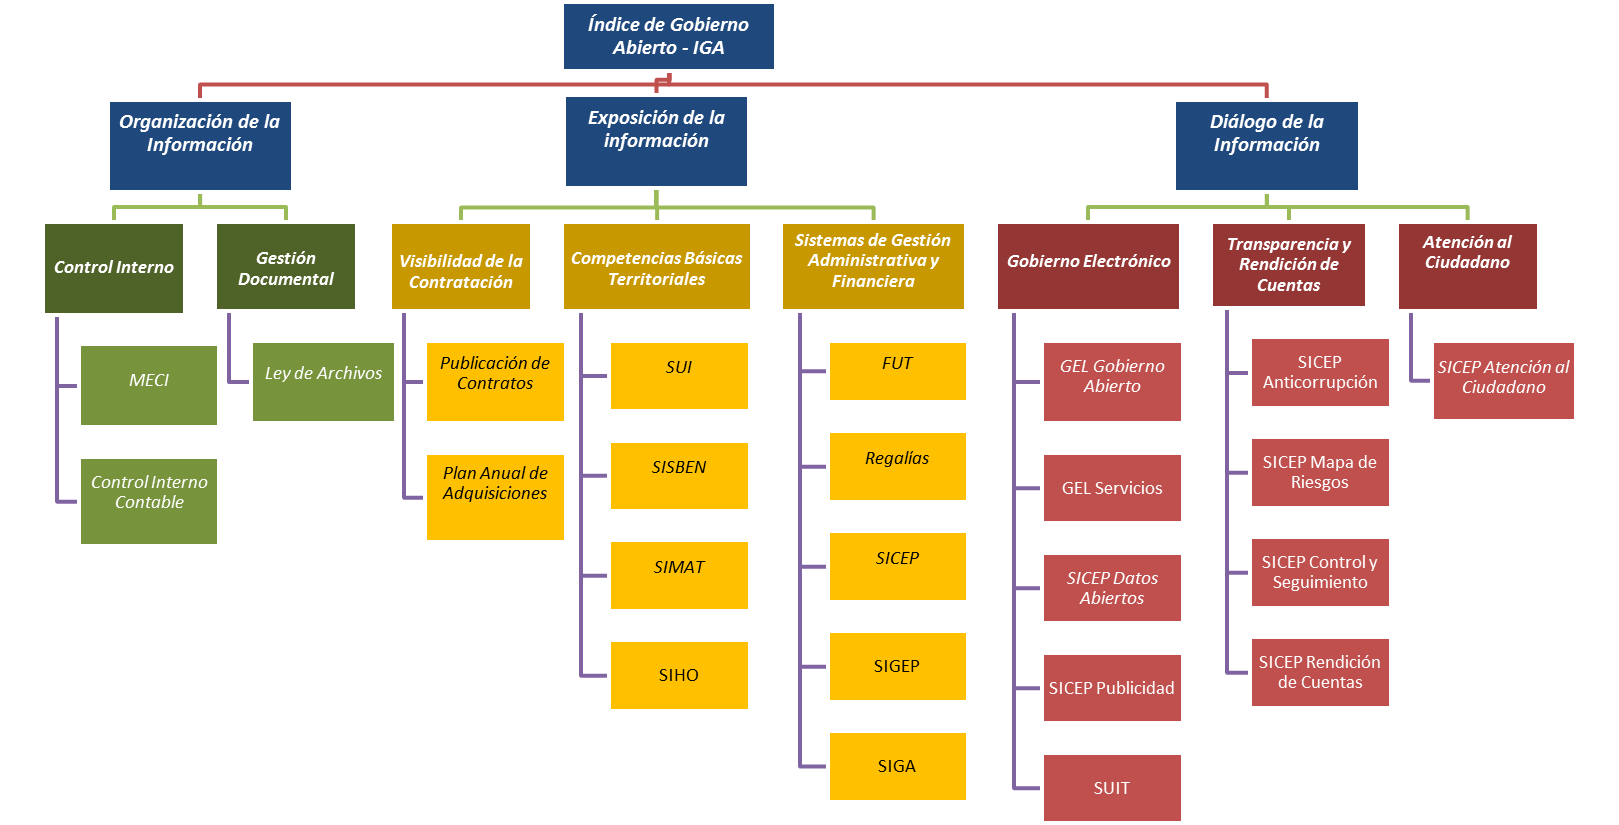 Índice de Gobierno
Abierto - IGA
Organización de la
Información
Exposición de la
información
Diálogo de la
Información
Control Interno
Gestión
Documental
Visibilidad de la
Contratación
Competencias Básicas
Territoriales
Sistemas de Gestión
Administrativa y
Financiera
Gobierno Electrónico
Transparencia y
Rendición de
Cuentas
Atención al
Ciudadano
MECI
Control Interno
Contable
Ley de Archivos
Publicación de
Contratos
Plan Anual de
Adquisiciones
SUI
SISBEN
SIMAT
SIHO
FUT
Regalías
SICEP
SIGEP
SIGA
GEL Gobierno
Abierto
GEL Servicios
SICEP Datos
Abiertos
SICEP Publicidad
SUIT
SICEP
Anticorrupción
SICEP Mapa de
Riesgos
SICEP Control y
Seguimiento
SICEP Rendición
de Cuentas
SICEP Atención al
Ciudadano